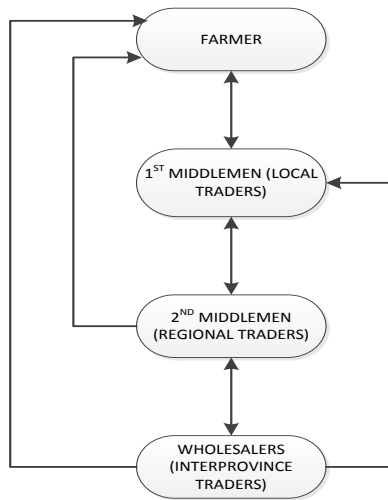 FARMER
1ST MIDDLEMEN (LOCAL
TRADERS)
2ND MIDDLEMEN
(REGIONAL TRADERS)
WHOLESALERS
(INTERPROVINCE
TRADERS)